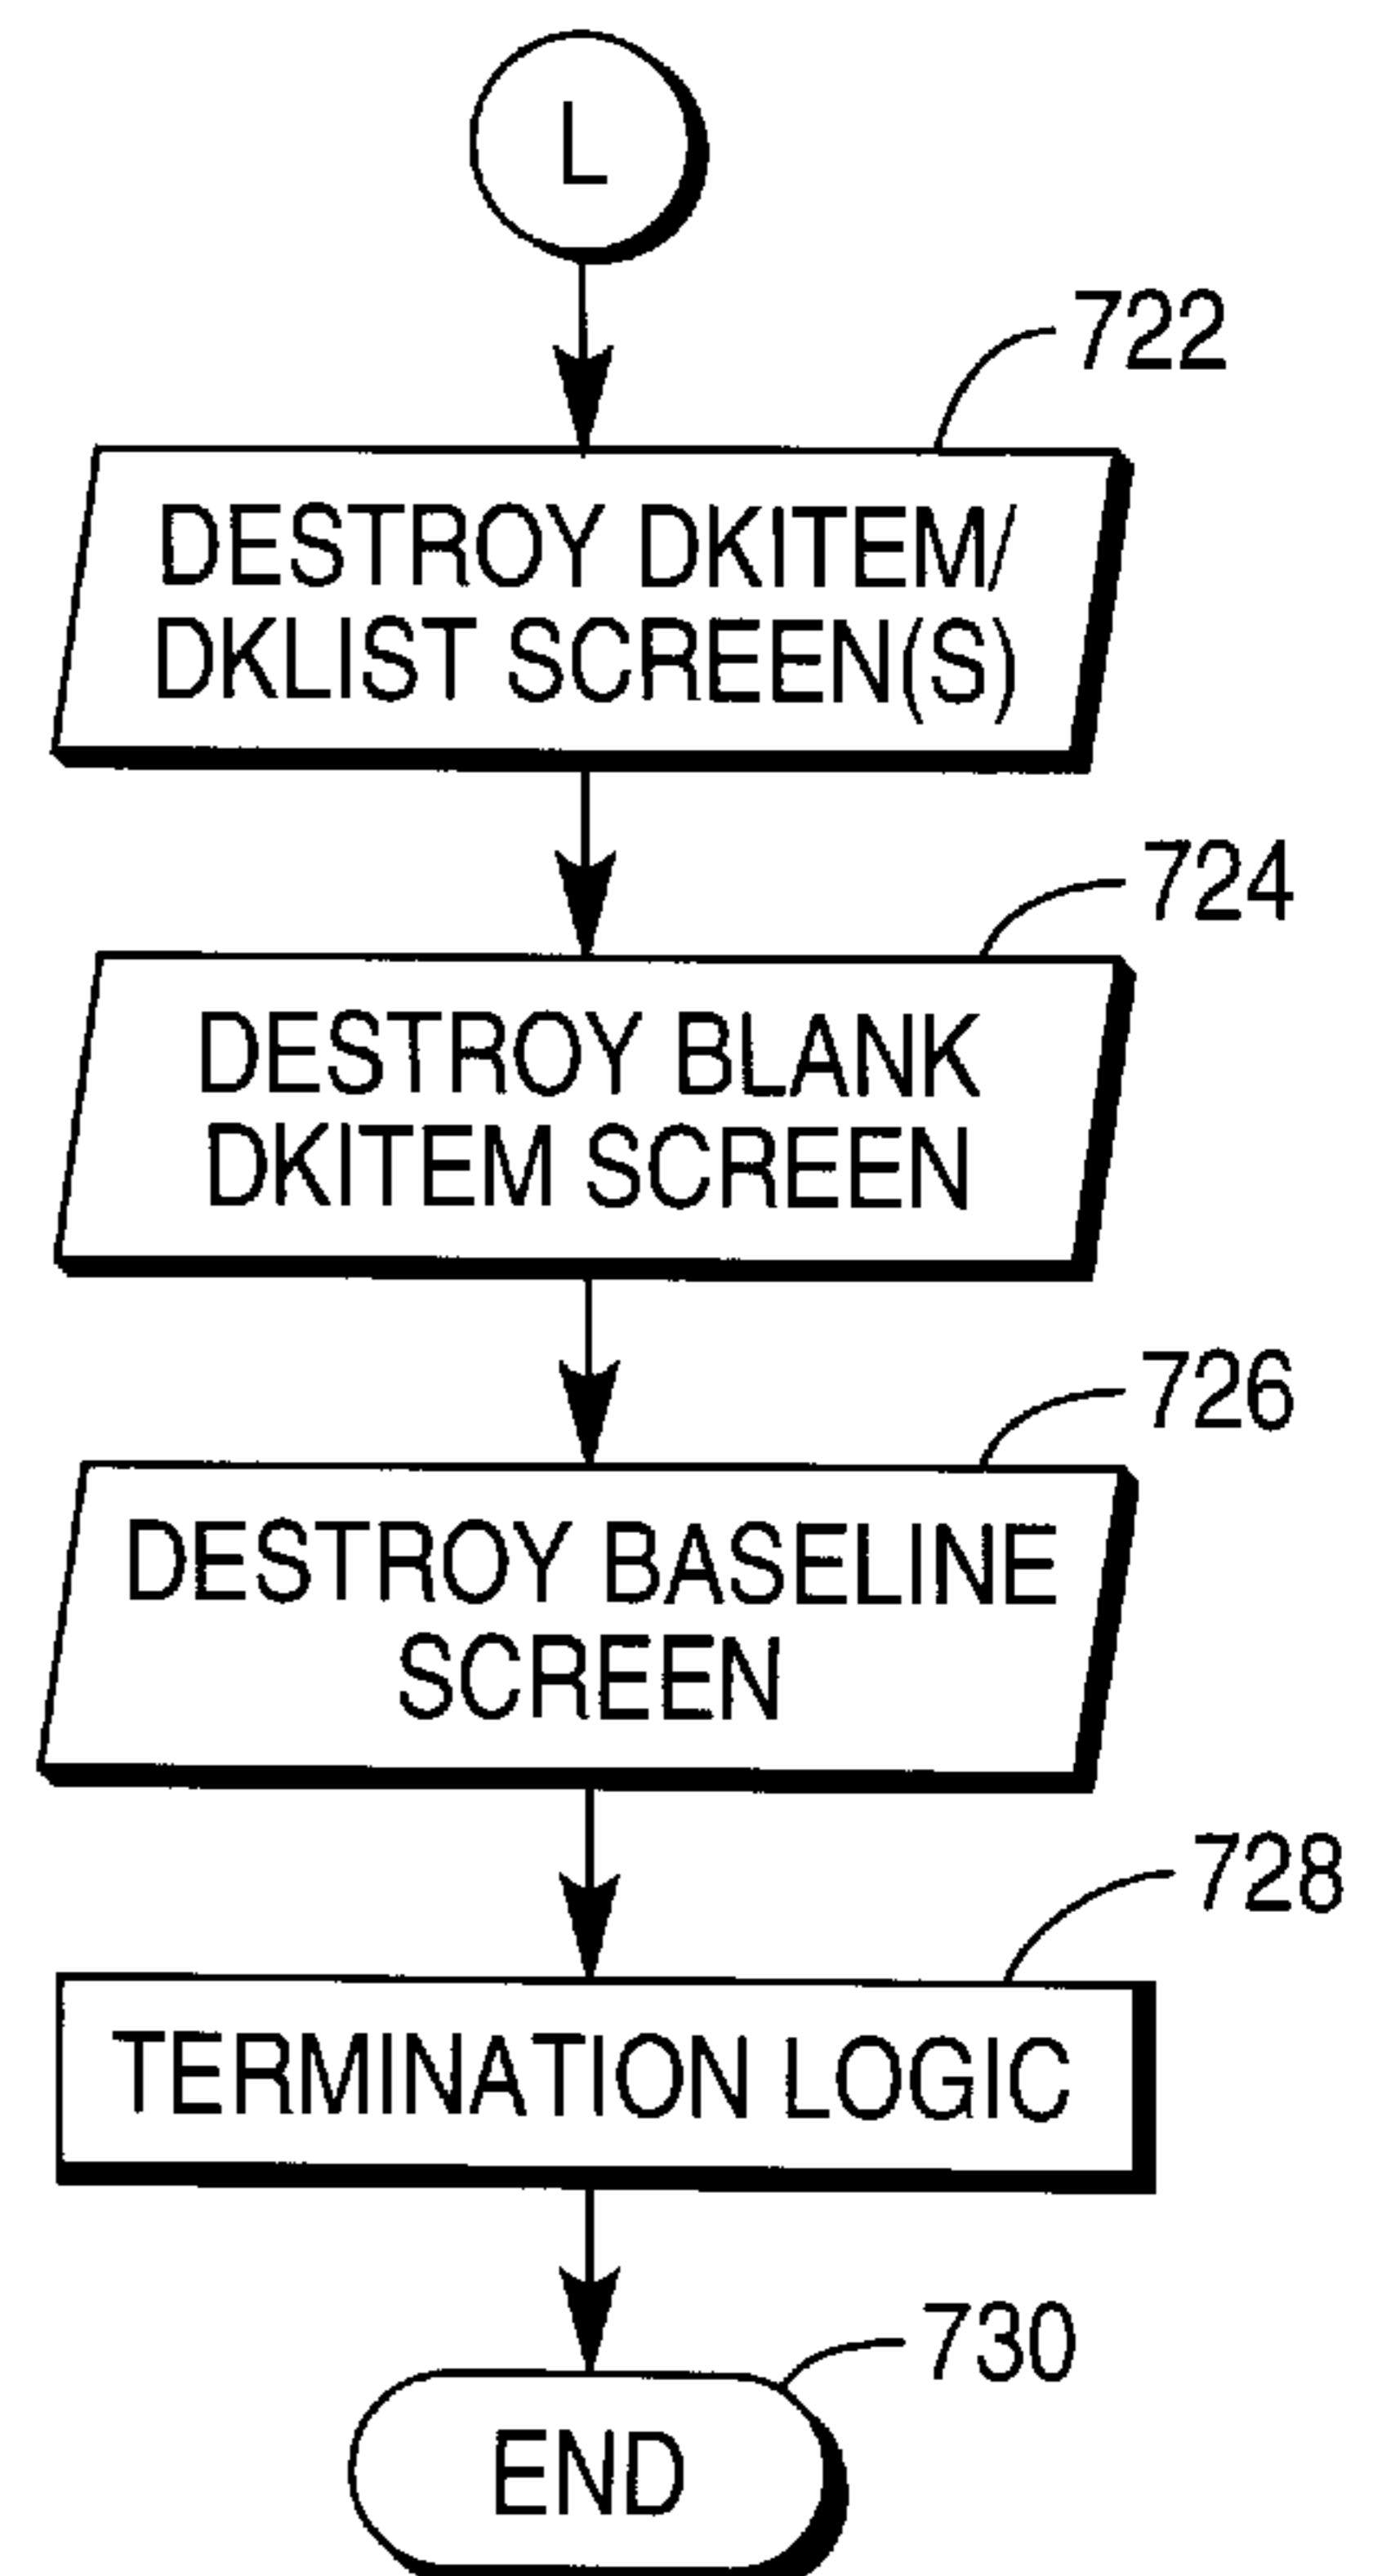 L
722
DESTROY DKITEM/
DKLIST SCREEN(S)
724
DESTROY BLANK
DKITEM SCREEN
726
DESTROY BASELINE
SCREEN
728
TERMINATION LOGIC
730
END